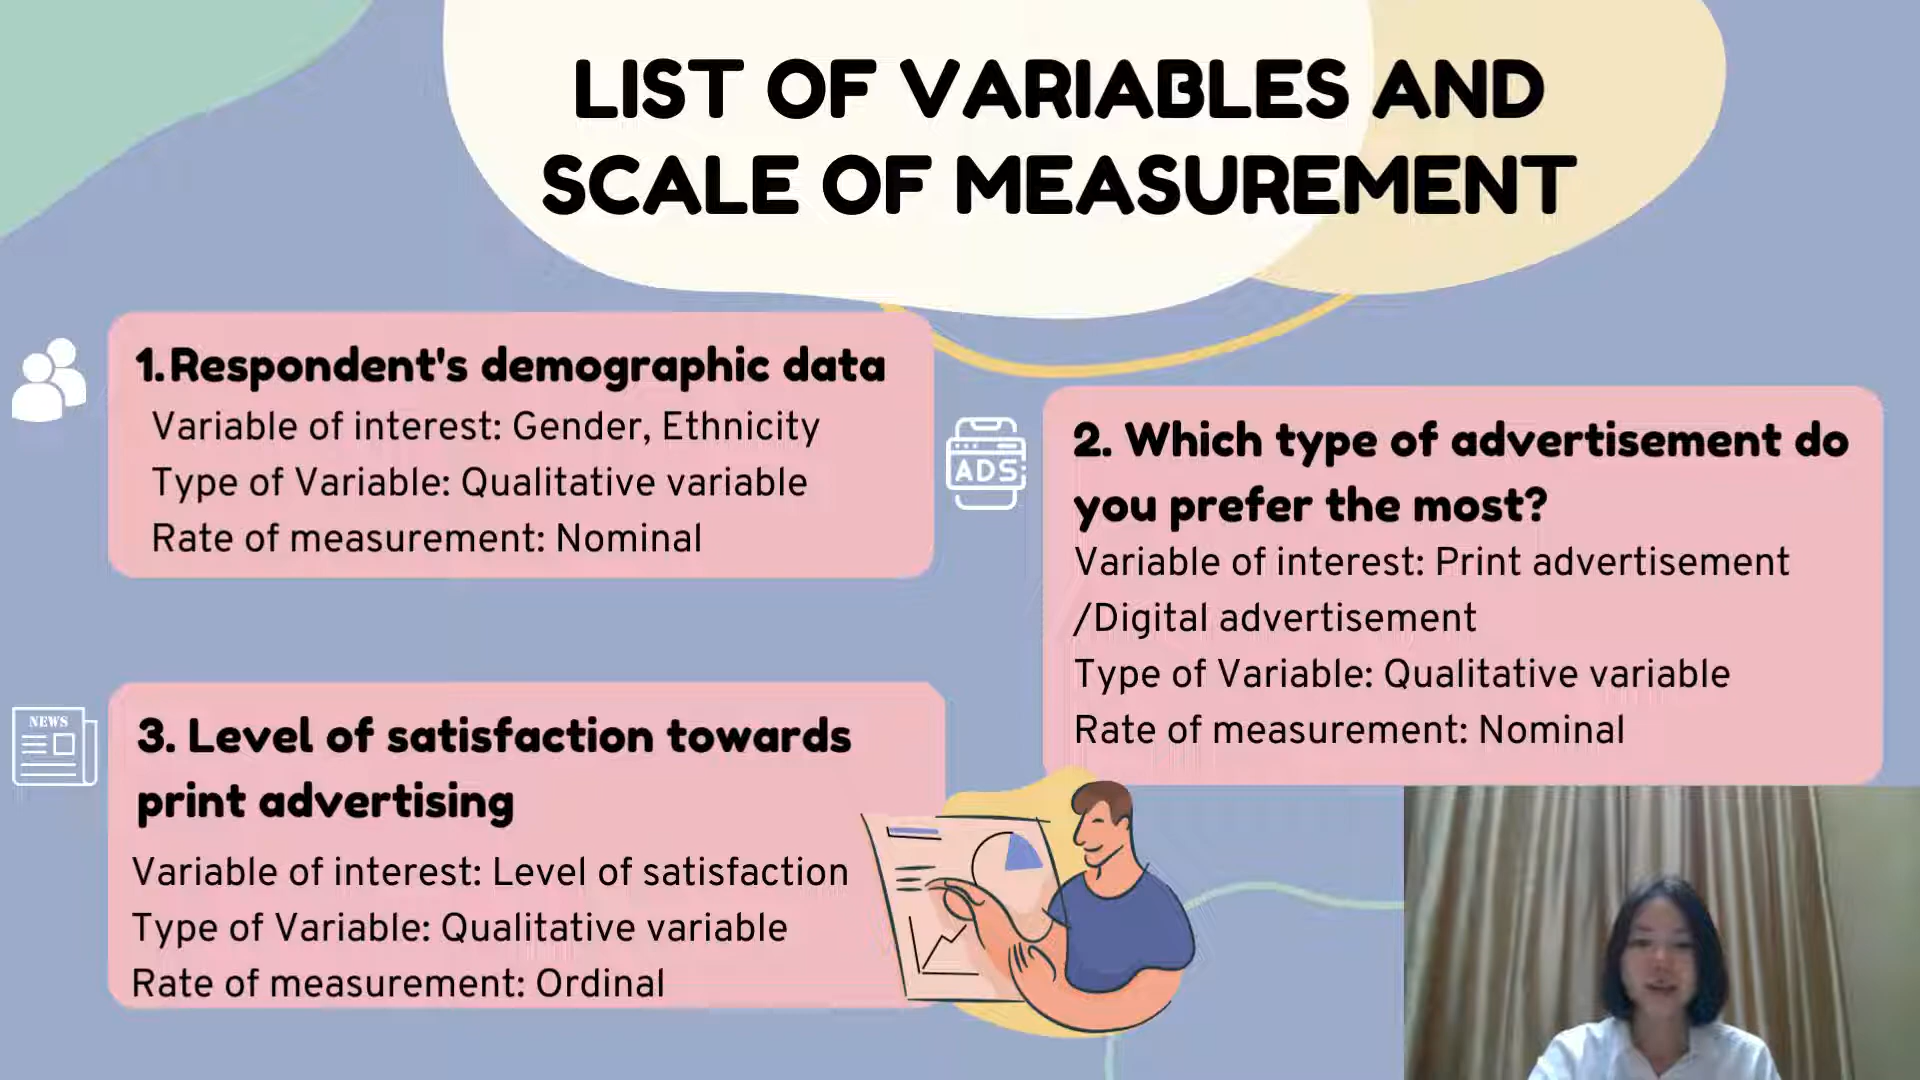 LIST OF VARIABLES AND
SCALE OF MEASUREMENT
1.Respondent's demographic data
Variable of interest: Gender, Ethnicity
Type of Variable: Qualitative variable
Rate of measurement: Nominal
ADS
2. Which type of advertisement do
you prefer the most?
Variable of interest: Print advertisement
/Digital advertisement
Type of Variable: Qualitative variable
Rate of measurement: Nominal
NEWS
3. Level of satisfaction towards
print advertising
Variable of interest: Level of satisfaction
Type of Variable: Qualitative variable
Rate of measurement: Ordinal